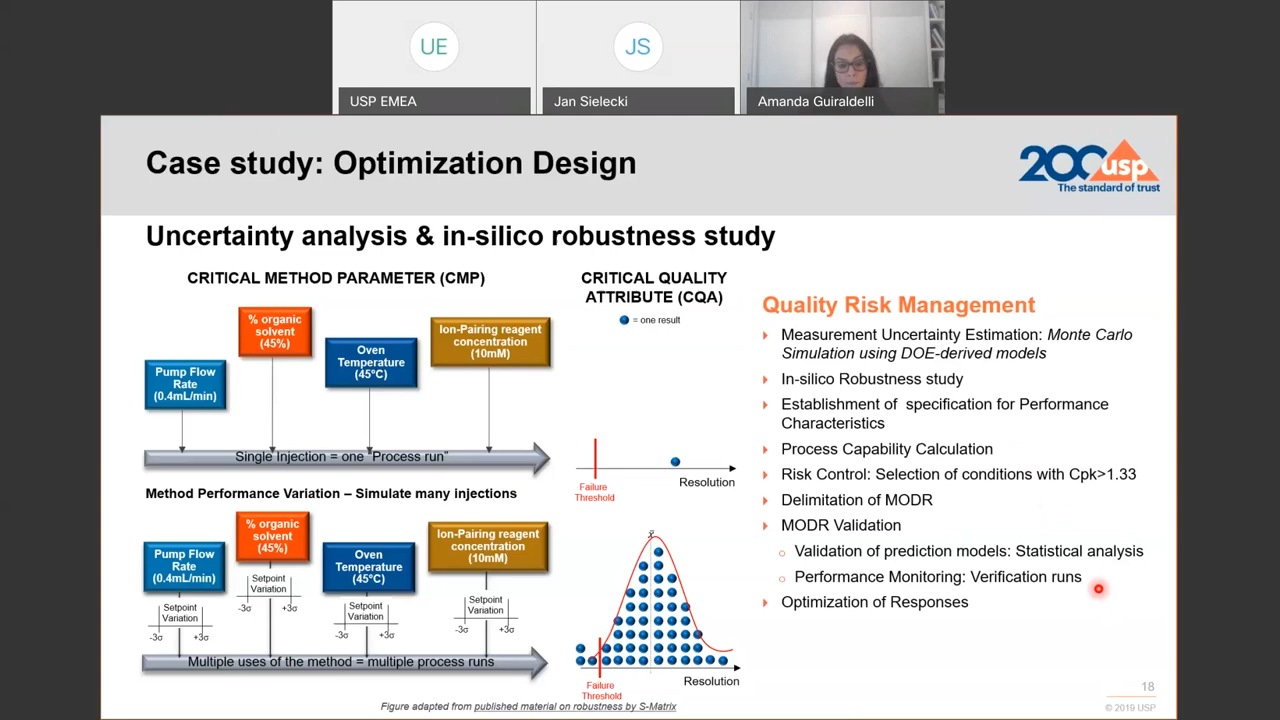 UE
JS
USP EMEA
Jan Sielecki
Amanda Guiraldelli
Case study: Optimization Design
200 usp
The standard of trust
Uncertainty analysis & in-silico robustness study
CRITICAL METHOD PARAMETER (CMP)
CRITICAL QUALITY
ATTRIBUTE (CQA)
= one result
Pump Flow
Rate
(0.4mL/min)
% organic
solvent
(45%)
Oven
Temperature
(45°C)
Ion-Pairing reagent
concentration
(10mM)
Single Injection = one “Process run”
Failure
Threshold
Resolution
Method Performance Variation – Simulate many injections
Pump Flow
Rate
(0.4mL/min)
% organic
solvent
(45%)
Oven
Temperature
(45°C)
Ion-Pairing reagent
concentration
(10mM)
Setpoint
Variation
-3σ +3σ
Setpoint
Variation
-3σ +3σ
Setpoint
Variation
-3σ +3σ
Setpoint
Variation
-3σ +3σ
Multiple uses of the method = multiple process runs
x̄
Failure
Threshold
Resolution
Figure adapted from published material on robustness by S-Matrix
Quality Risk Management
Measurement Uncertainty Estimation: Monte Carlo
Simulation using DOE-derived models
In-silico Robustness study
Establishment of specification for Performance
Characteristics
Process Capability Calculation
Risk Control: Selection of conditions with Cpk>1.33
Delimitation of MODR
MODR Validation
Validation of prediction models: Statistical analysis
Performance Monitoring: Verification runs
Optimization of Responses
18
© 2019 USP